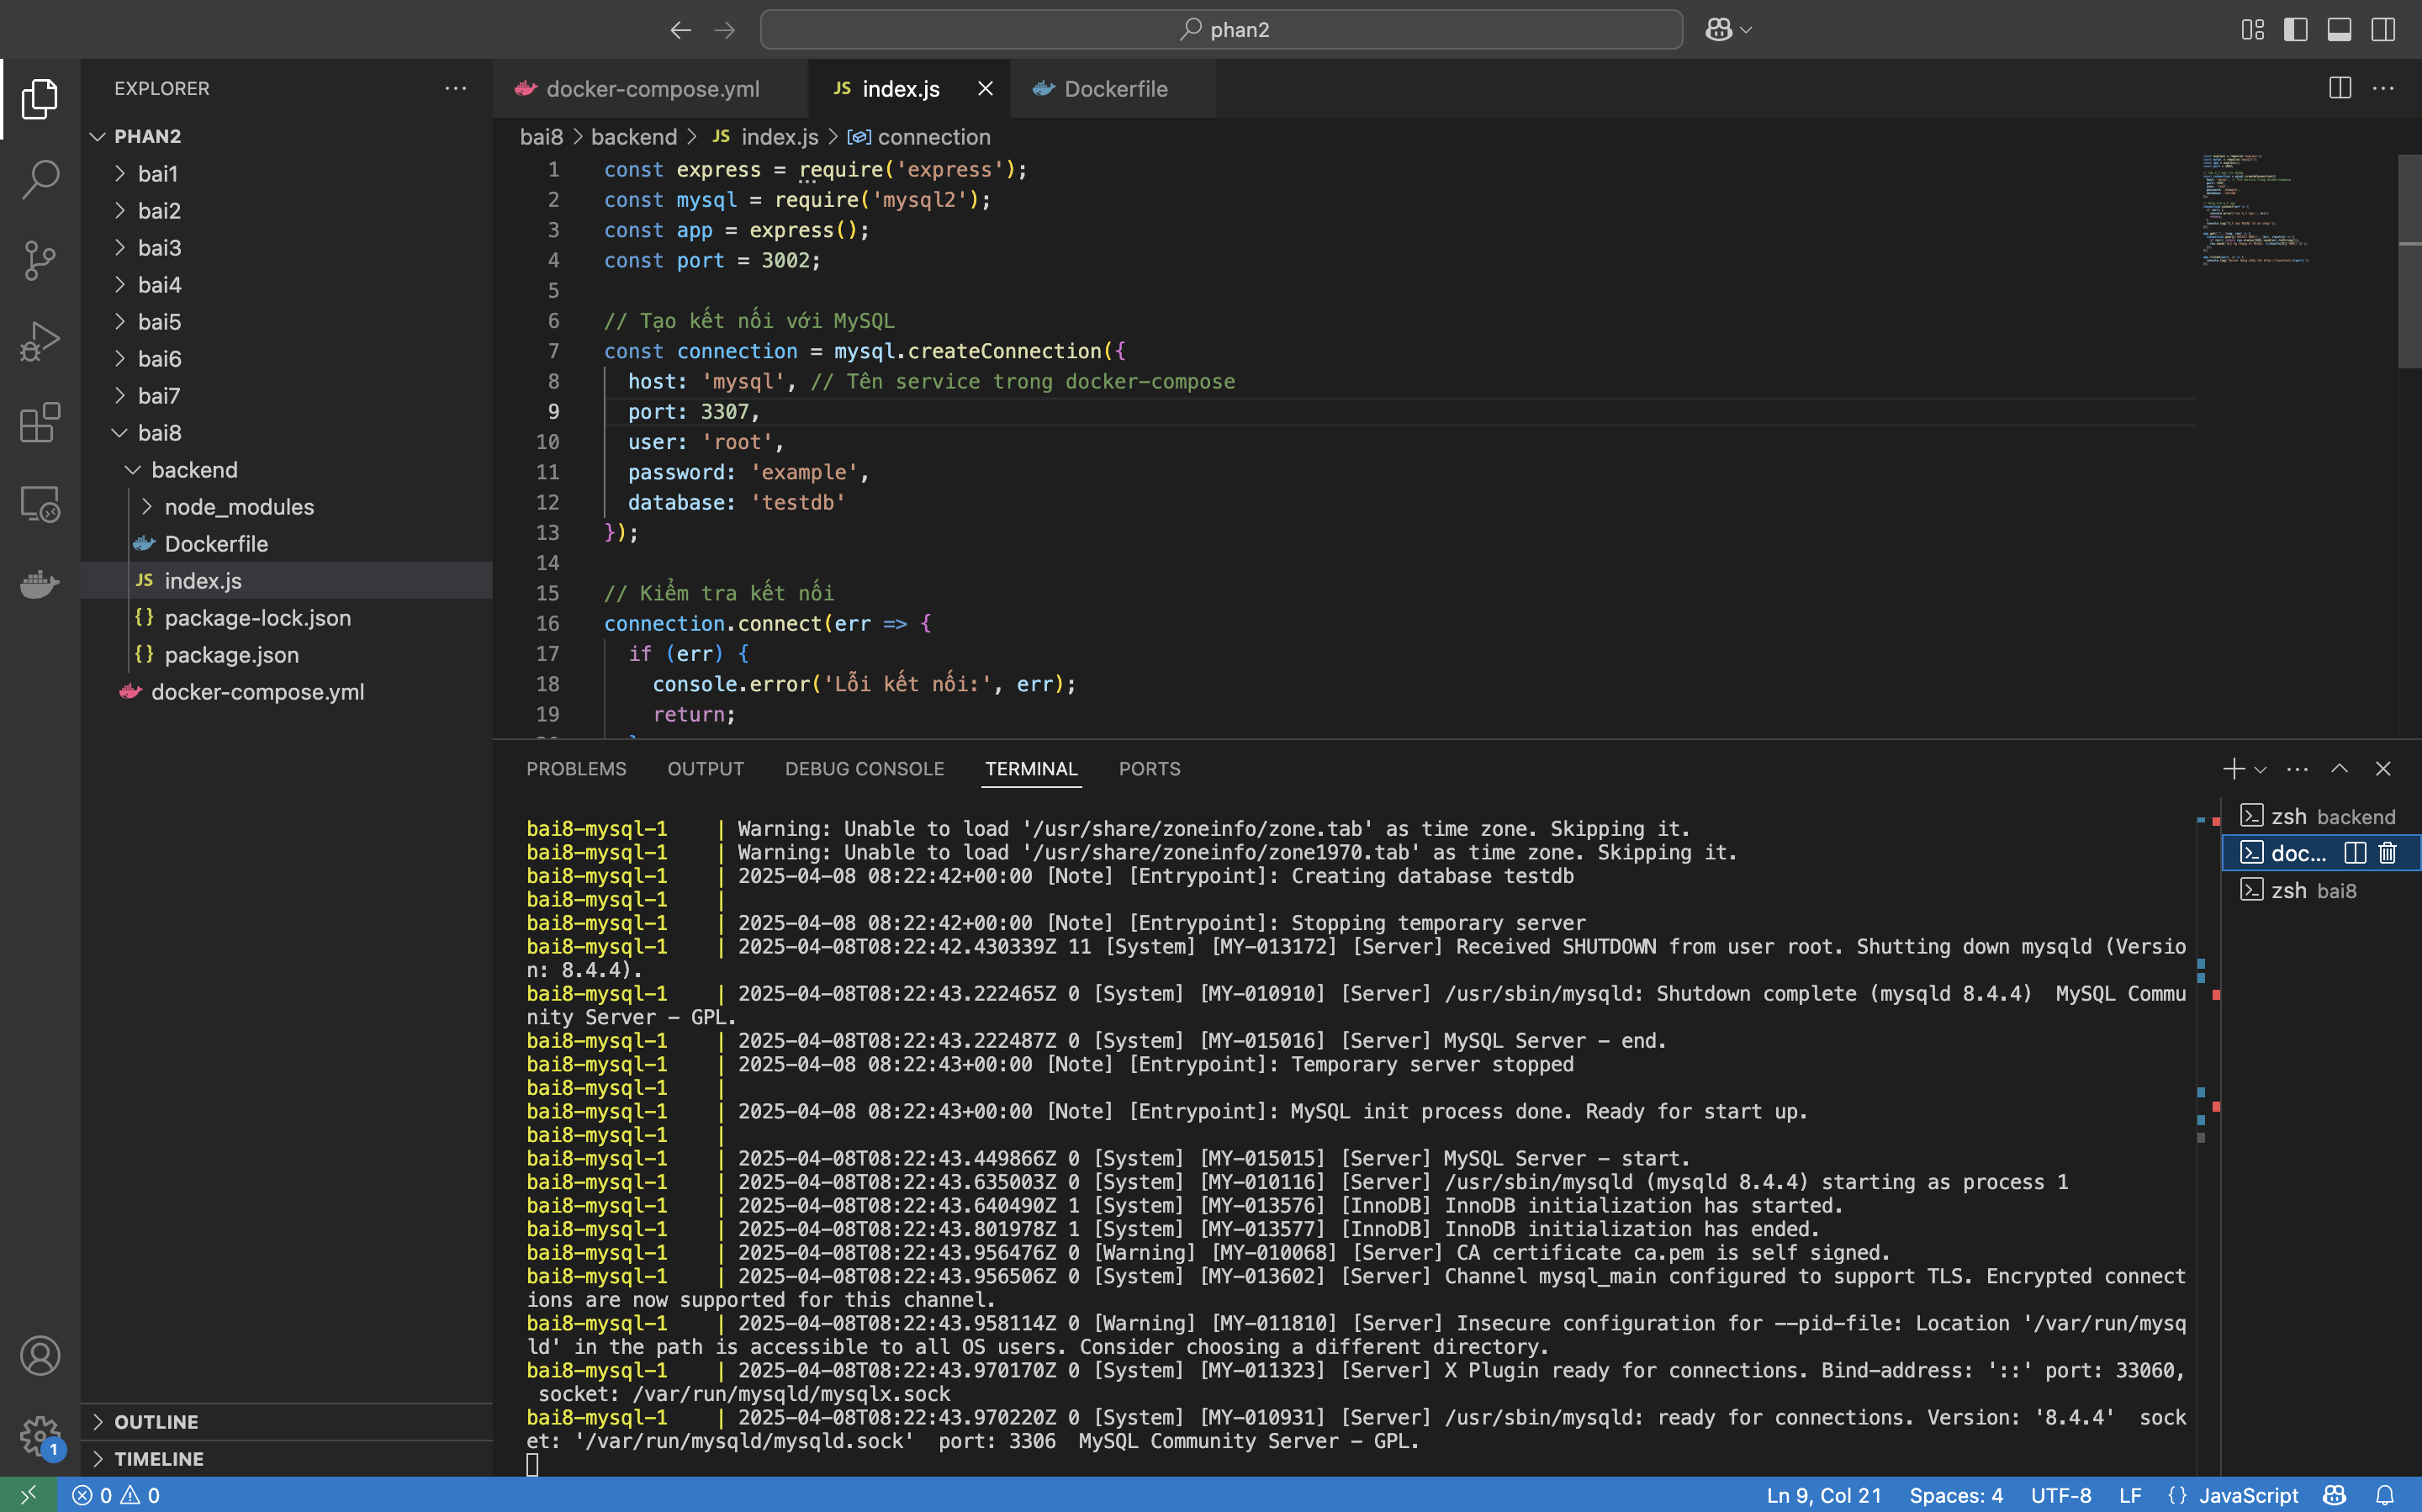 phan2
EXPLORER
PHAN2
bai1
bai2
bai3
bai4
bai5
bai6
bai7
bai8
backend
node_modules
Dockerfile
JS index.js
{} package-lock.json
{} package.json
docker-compose.yml
OUTLINE
TIMELINE
docker-compose.yml
JS index.js
Dockerfile
bai8 > backend > JS index.js > connection
1 const express = require('express');
2 const mysql = require('mysql2');
3 const app = express();
4 const port = 3002;
5
6 // Tạo kết nối với MySQL
7 const connection = mysql.createConnection({
8 host: 'mysql', // Tên service trong docker-compose
9 port: 3307,
10 user: 'root',
11 password: 'example',
12 database: 'testdb'
13 });
14
15 // Kiểm tra kết nối
16 connection.connect(err => {
17 if (err) {
18 console.error('Lỗi kết nối:', err);
19 return;
PROBLEMS OUTPUT DEBUG CONSOLE TERMINAL PORTS
bai8-mysql-1 | Warning: Unable to load '/usr/share/zoneinfo/zone.tab' as time zone. Skipping it.
bai8-mysql-1 | Warning: Unable to load '/usr/share/zoneinfo/zone1970.tab' as time zone. Skipping it.
bai8-mysql-1 | 2025-04-08 08:22:42+00:00 [Note] [Entrypoint]: Creating database testdb
bai8-mysql-1 |
bai8-mysql-1 | 2025-04-08 08:22:42+00:00 [Note] [Entrypoint]: Stopping temporary server
bai8-mysql-1 | 2025-04-08T08:22:42.430339Z 11 [System] [MY-013172] [Server] Received SHUTDOWN from user root. Shutting down mysqld (Versio
n: 8.4.4).
bai8-mysql-1 | 2025-04-08T08:22:43.222465Z 0 [System] [MY-010910] [Server] /usr/sbin/mysqld: Shutdown complete (mysqld 8.4.4) MySQL Commu
nity Server - GPL.
bai8-mysql-1 | 2025-04-08T08:22:43.222487Z 0 [System] [MY-015016] [Server] MySQL Server - end.
bai8-mysql-1 | 2025-04-08 08:22:43+00:00 [Note] [Entrypoint]: Temporary server stopped
bai8-mysql-1 |
bai8-mysql-1 | 2025-04-08 08:22:43+00:00 [Note] [Entrypoint]: MySQL init process done. Ready for start up.
bai8-mysql-1 |
bai8-mysql-1 | 2025-04-08T08:22:43.449866Z 0 [System] [MY-015015] [Server] MySQL Server - start.
bai8-mysql-1 | 2025-04-08T08:22:43.635003Z 0 [System] [MY-010116] [Server] /usr/sbin/mysqld (mysqld 8.4.4) starting as process 1
bai8-mysql-1 | 2025-04-08T08:22:43.640490Z 1 [System] [MY-013576] [InnoDB] InnoDB initialization has started.
bai8-mysql-1 | 2025-04-08T08:22:43.801978Z 1 [System] [MY-013577] [InnoDB] InnoDB initialization has ended.
bai8-mysql-1 | 2025-04-08T08:22:43.956476Z 0 [Warning] [MY-010068] [Server] CA certificate ca.pem is self signed.
bai8-mysql-1 | 2025-04-08T08:22:43.956506Z 0 [System] [MY-013602] [Server] Channel mysql_main configured to support TLS. Encrypted connect
ions are now supported for this channel.
bai8-mysql-1 | 2025-04-08T08:22:43.958114Z 0 [Warning] [MY-011810] [Server] Insecure configuration for --pid-file: Location '/var/run/mysq
ld' in the path is accessible to all OS users. Consider choosing a different directory.
bai8-mysql-1 | 2025-04-08T08:22:43.970170Z 0 [System] [MY-011323] [Server] X Plugin ready for connections. Bind-address: '::' port: 33060,
socket: /var/run/mysqld/mysqlx.sock
bai8-mysql-1 | 2025-04-08T08:22:43.970220Z 0 [System] [MY-010931] [Server] /usr/sbin/mysqld: ready for connections. Version: '8.4.4' sock
et: '/var/run/mysqld/mysqld.sock' port: 3306 MySQL Community Server - GPL.
zsh backend
doc...
zsh bai8
1
0 0
Ln 9, Col 21 Spaces: 4 UTF-8 LF {} JavaScript